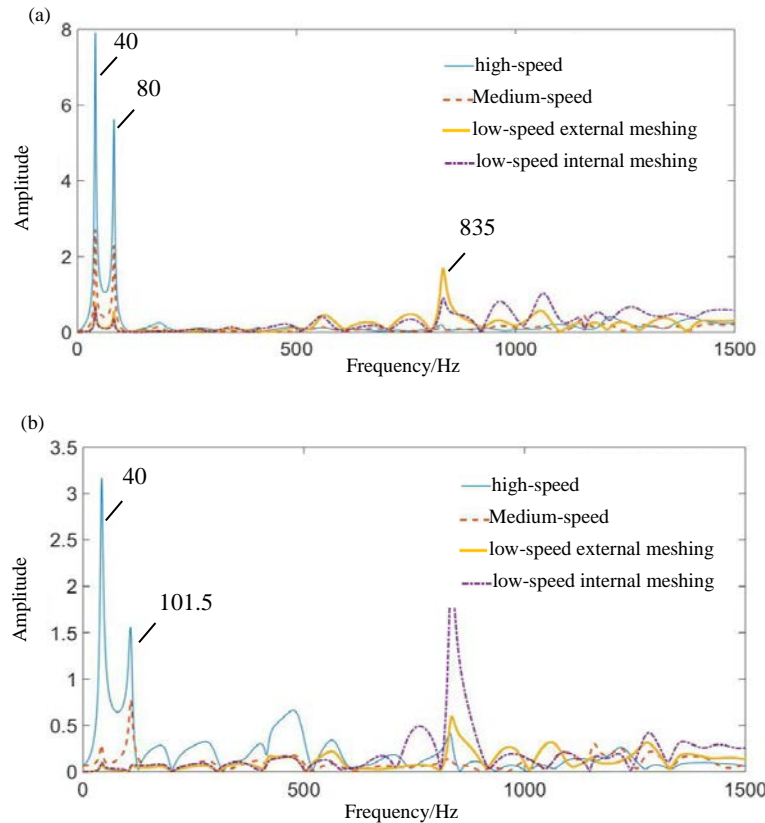 (a)
8
40
80
high-speed
Medium-speed
low-speed external meshing
low-speed internal meshing
6
Amplitude
4
835
2
0
0
500
1000
1500
Frequency/Hz
(b)
3.5
40
high-speed
Medium-speed
low-speed external meshing
low-speed internal meshing
3
2.5
Amplitude
2
101.5
1.5
1
0.5
0
0
500
1000
1500
Frequency/Hz